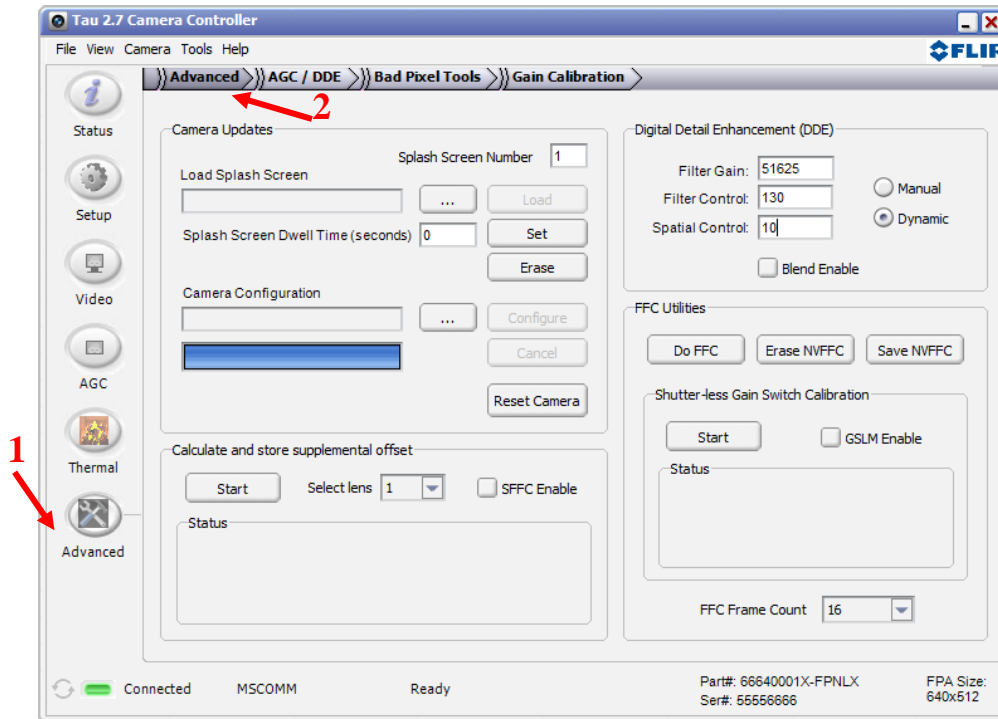 Tau 2.7 Camera Controller
File View Camera Tools Help
FLIR
Advanced AGC / DDE Bad Pixel Tools Gain Calibration
2
Status
Setup
Video
AGC
Thermal
1
Advanced
Camera Updates
Splash Screen Number 1
Load Splash Screen
... Load
Splash Screen Dwell Time (seconds) 0 Set
Erase
Camera Configuration
... Configure
Cancel
Reset Camera
Calculate and store supplemental offset
Start Select lens 1 SFFC Enable
Status
Digital Detail Enhancement (DDE)
Filter Gain: 51625
Manual
Filter Control: 130
Dynamic
Spatial Control: 10
Blend Enable
FFC Utilities
Do FFC Erase NVFFC Save NVFFC
Shutter-less Gain Switch Calibration
Start GSLM Enable
Status
FFC Frame Count 16
Connected MSCOMM Ready
Part#: 66640001X-FPNLX
Ser#: 55556666
FPA Size:
640x512